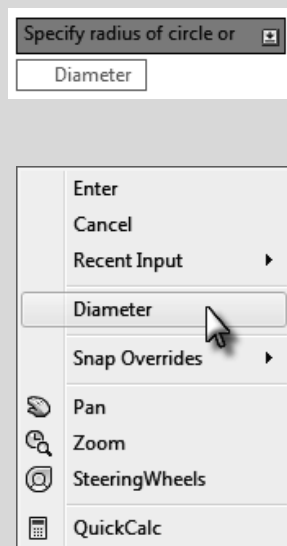 Specify radius of circle or
Diameter
Enter
Cancel
Recent Input
Diameter
Snap Overrides
Pan
Zoom
SteeringWheels
QuickCalc